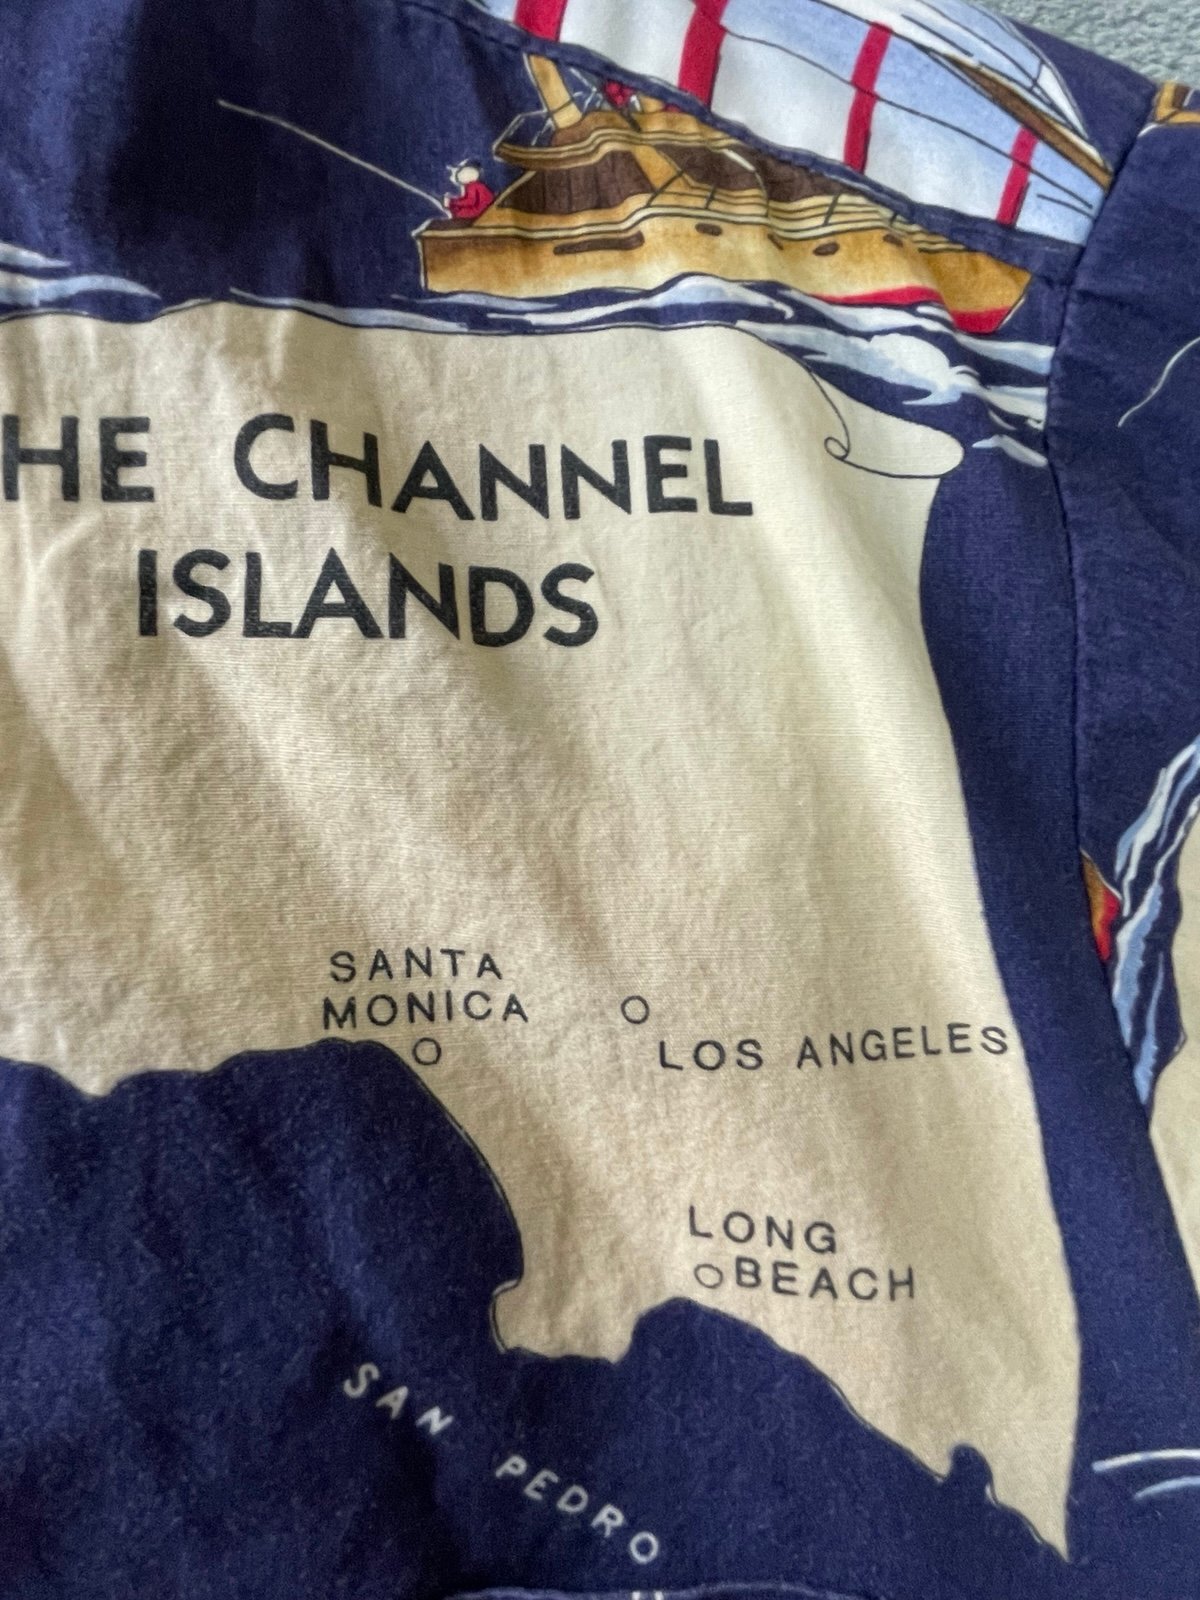 HE CHANNEL
ISLANDS
SANTA
MONICA
LOS ANGELES
LONG
BEACH
SAN PEDRO